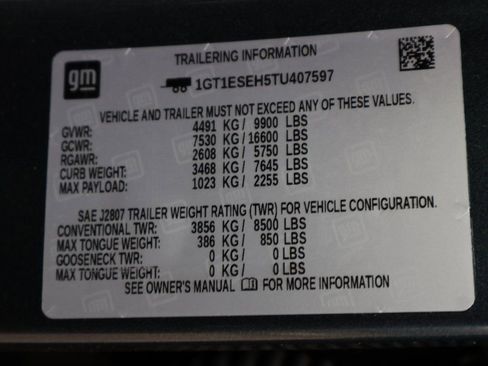 gm
TRAILERING INFORMATION
1GT1ESEH5TU407597
VEHICLE AND TRAILER MUST NOT EXCEED ANY OF THESE VALUES.
GVWR: 4491 KG/ 9900 LBS
GCWR: 7530 KG/ 16600 LBS
RGAWR: 2608 KG/ 5750 LBS
CURB WEIGHT: 3468 KG/ 7645 LBS
MAX PAYLOAD: 1023 KG/ 2255 LBS
SAE J2807 TRAILER WEIGHT RATING (TWR) FOR VEHICLE CONFIGURATION.
CONVENTIONAL TWR: 3856 KG/ 8500 LBS
MAX TONGUE WEIGHT: 386 KG/ 850 LBS
GOOSENECK TWR: 0 KG/ 0 LBS
MAX TONGUE WEIGHT: 0 KG/ 0 LBS
SEE OWNER'S MANUAL FOR MORE INFORMATION